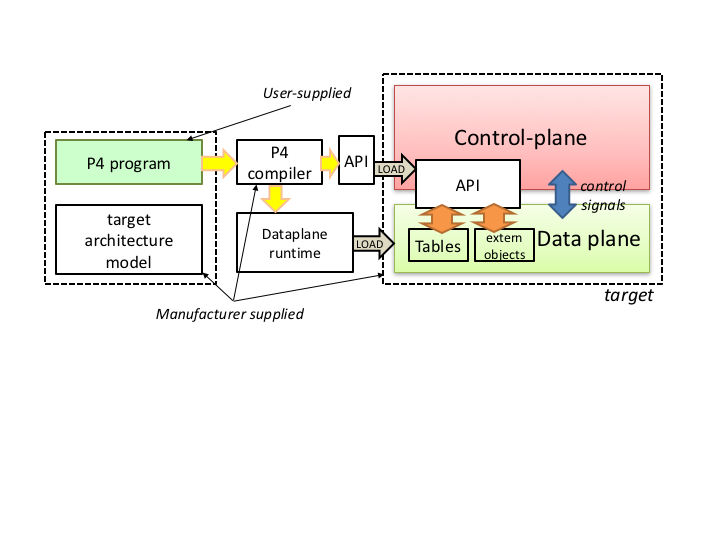 User-supplied
P4 program
P4
compiler
API
LOAD
Control-plane
API
control
signals
target
architecture
model
Dataplane
runtime
LOAD
Tables
extern
objects
Data plane
target
Manufacturer supplied